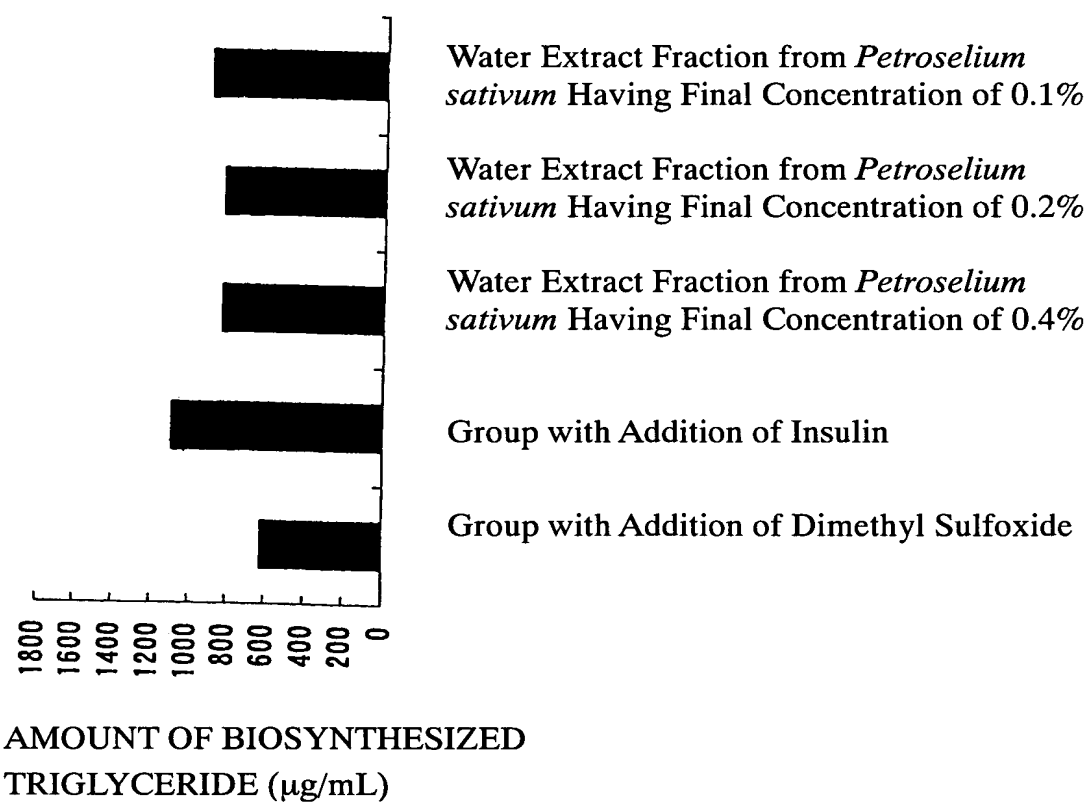 Water Extract Fraction from Petroselium
sativum Having Final Concentration of 0.1%
Water Extract Fraction from Petroselium
sativum Having Final Concentration of 0.2%
Water Extract Fraction from Petroselium
sativum Having Final Concentration of 0.4%
Group with Addition of Insulin
Group with Addition of Dimethyl Sulfoxide
1800 1600 1400 1200 1000 800 600 400 200 0
AMOUNT OF BIOSYNTHESIZED
TRIGLYCERIDE (µg/mL)